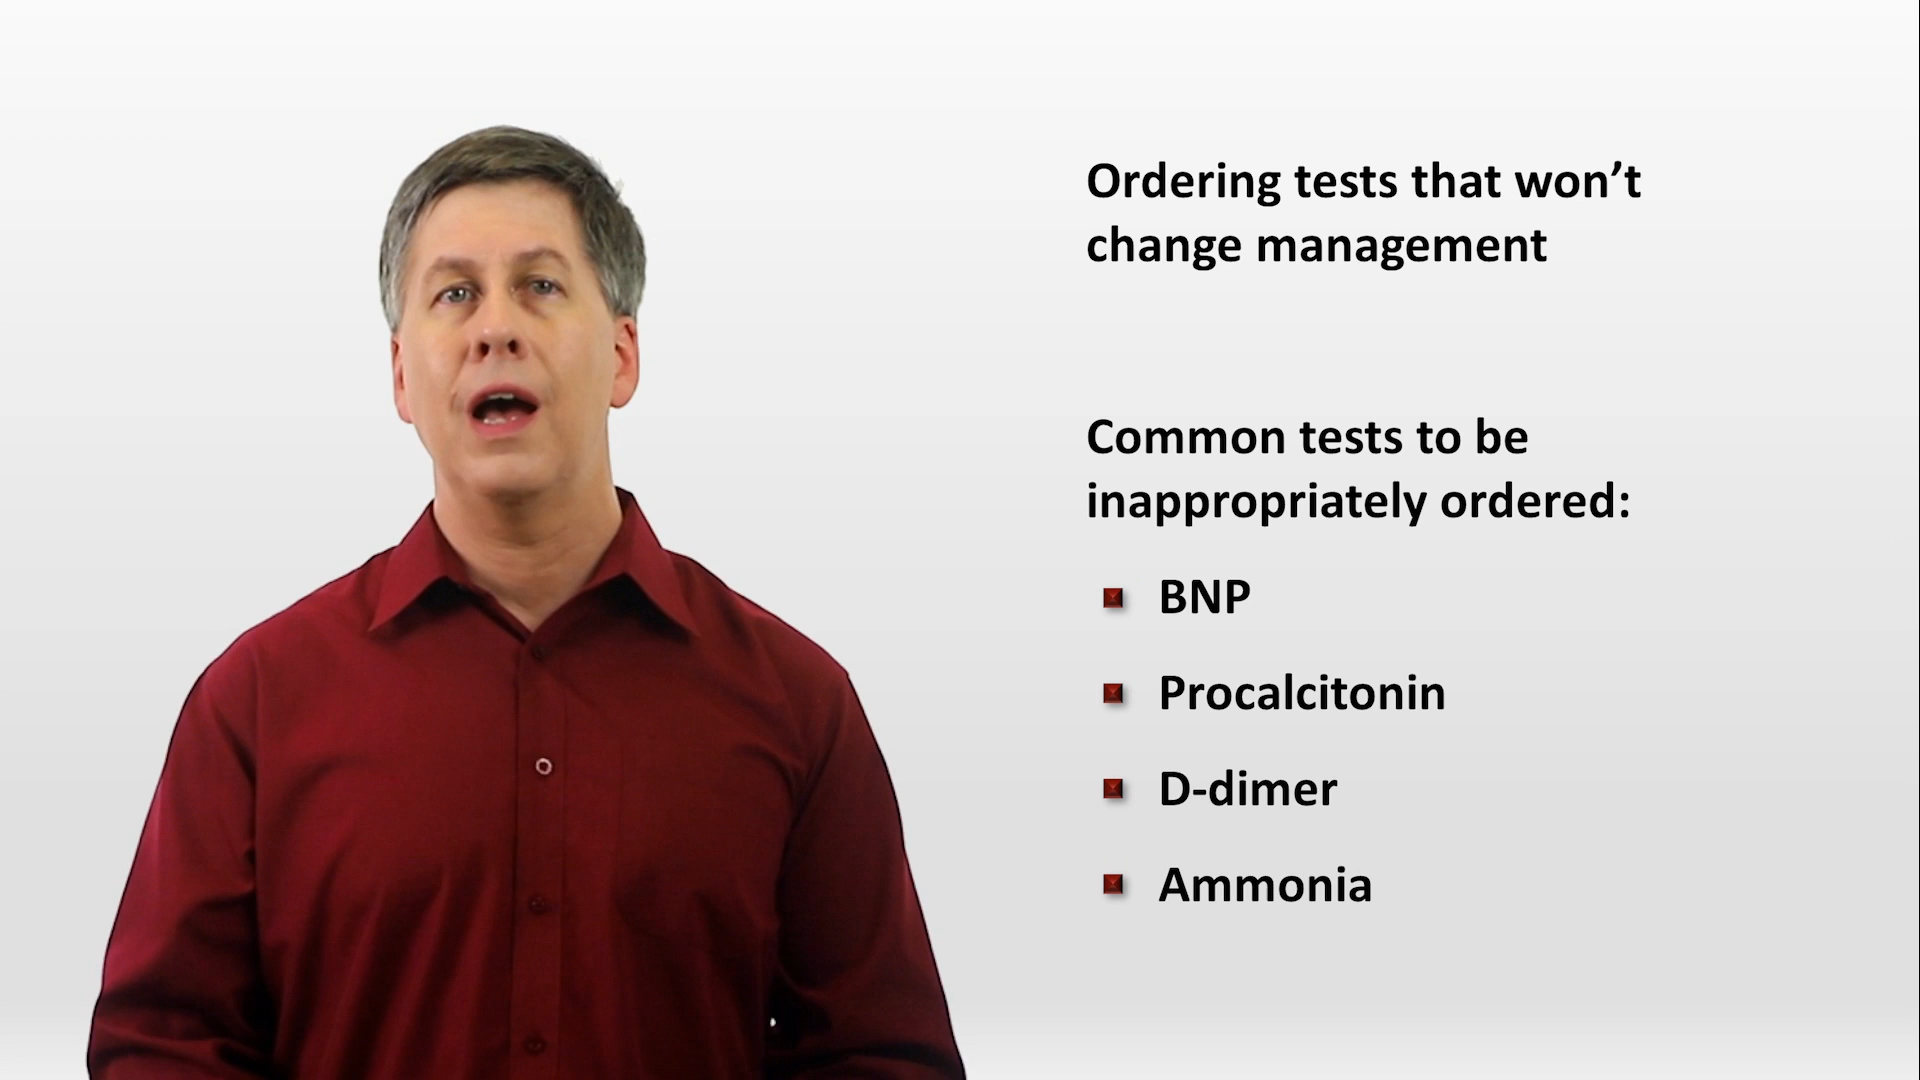 Ordering tests that won’t
change management
Common tests to be
inappropriately ordered:
BNP
Procalcitonin
D-dimer
Ammonia